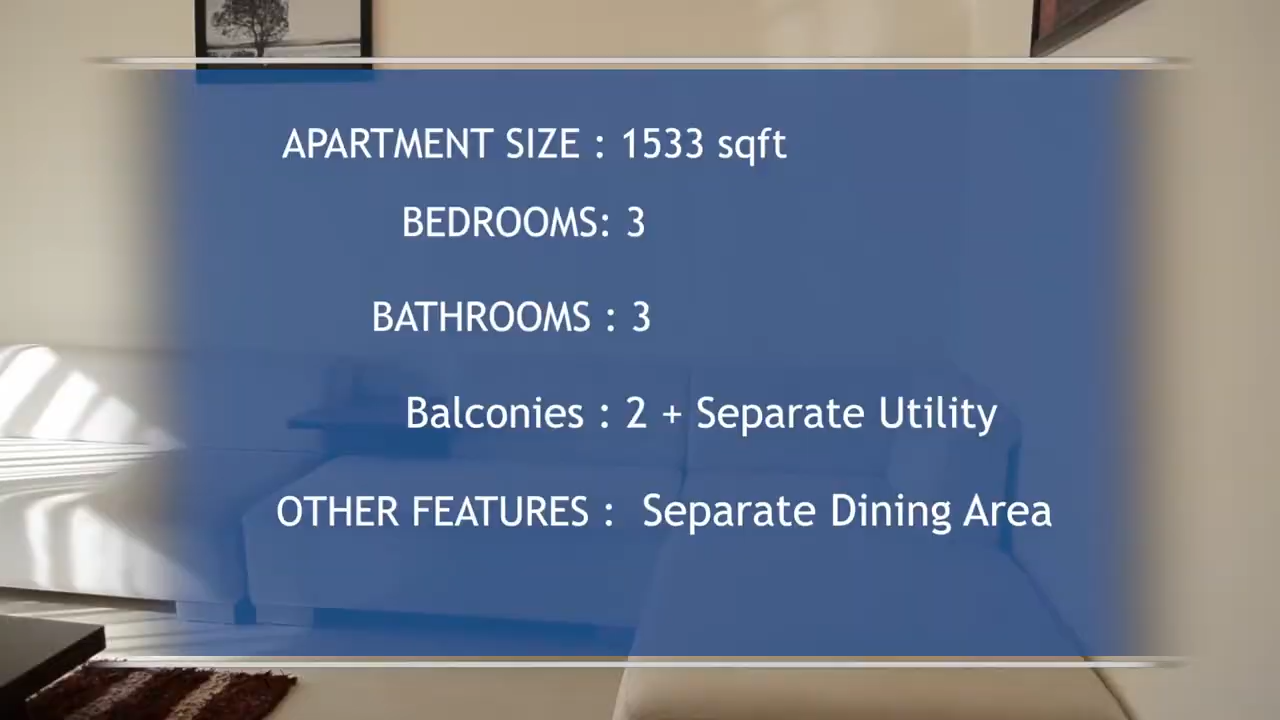 APARTMENT SIZE : 1533 sqft
BEDROOMS: 3
BATHROOMS : 3
Balconies : 2 + Separate Utility
OTHER FEATURES : Separate Dining Area